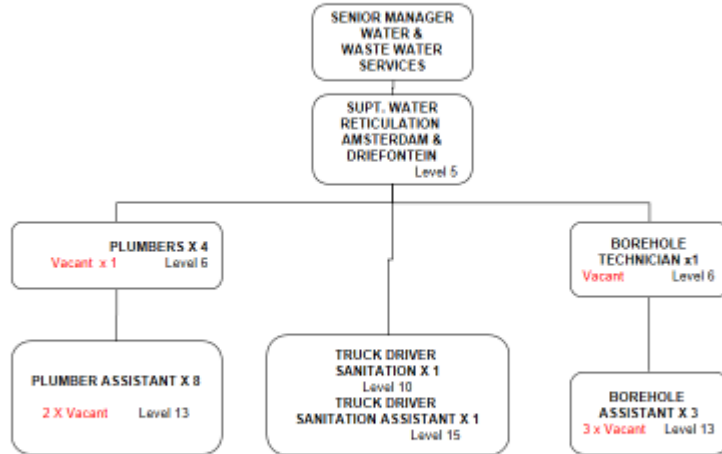 SENIOR MANAGER
WATER &
WASTE WATER
SERVICES
SUPT. WATER
RETICULATION
AMSTERDAM &
DRIEFONTEIN
Level 5
PLUMBERS X 4
Vacant x 1 Level 6
BOREHOLE
TECHNICIAN x1
Vacant Level 6
PLUMBER ASSISTANT X 8
2 X Vacant Level 13
TRUCK DRIVER
SANITATION X 1
Level 10
TRUCK DRIVER
SANITATION ASSISTANT X 1
Level 15
BOREHOLE
ASSISTANT X 3
3 x Vacant Level 13